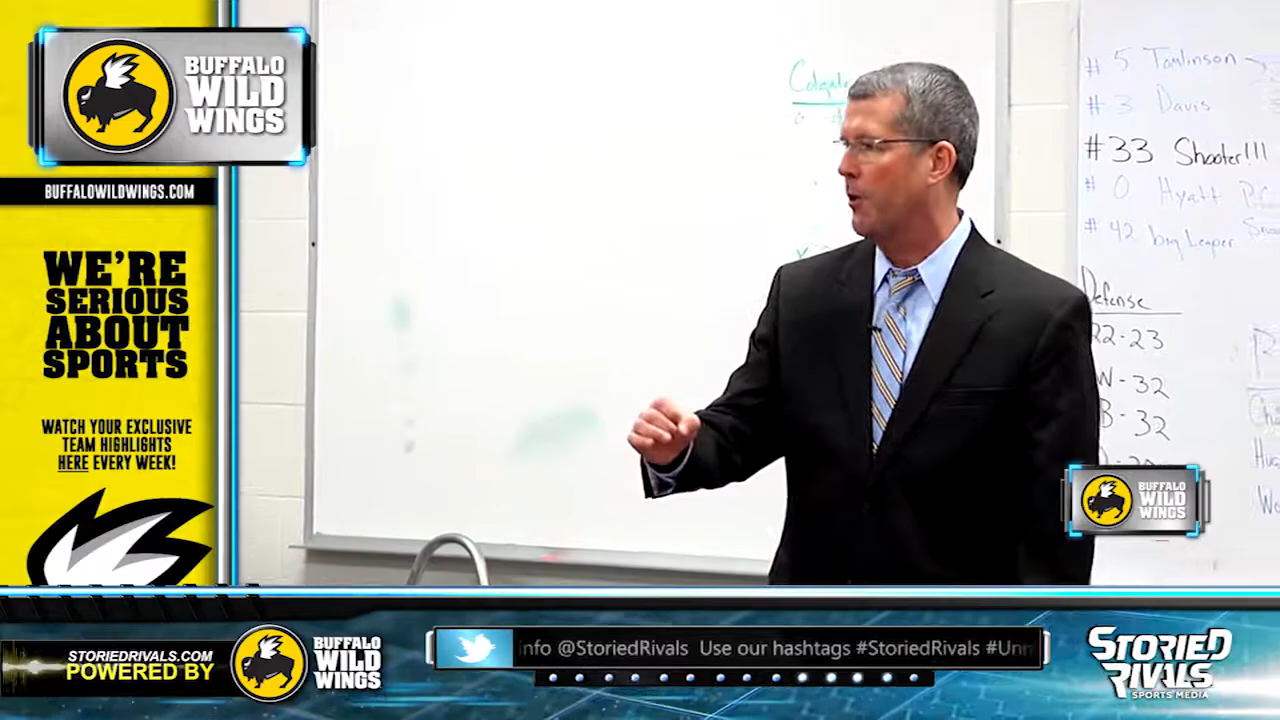 BUFFALO
WILD
WINGS
BUFFALOWILDWINGS.COM
WE'RE
SERIOUS
ABOUT
SPORTS
WATCH YOUR EXCLUSIVE
TEAM HIGHLIGHTS
HERE EVERY WEEK!
# 5 Tomlinson
# 3 Davis
#33 Shooter!!!
# 0 Hyatt
# 42 big Leaper
Defense
22-23
-32
-32
BUFFALO
WILD
WINGS
STORIEDRIVALS.COM
POWERED BY
BUFFALO
WILD
WINGS
info @StoriedRivals Use our hashtags #StoriedRivals
STORIED
RIVALS
SPORTS MEDIA